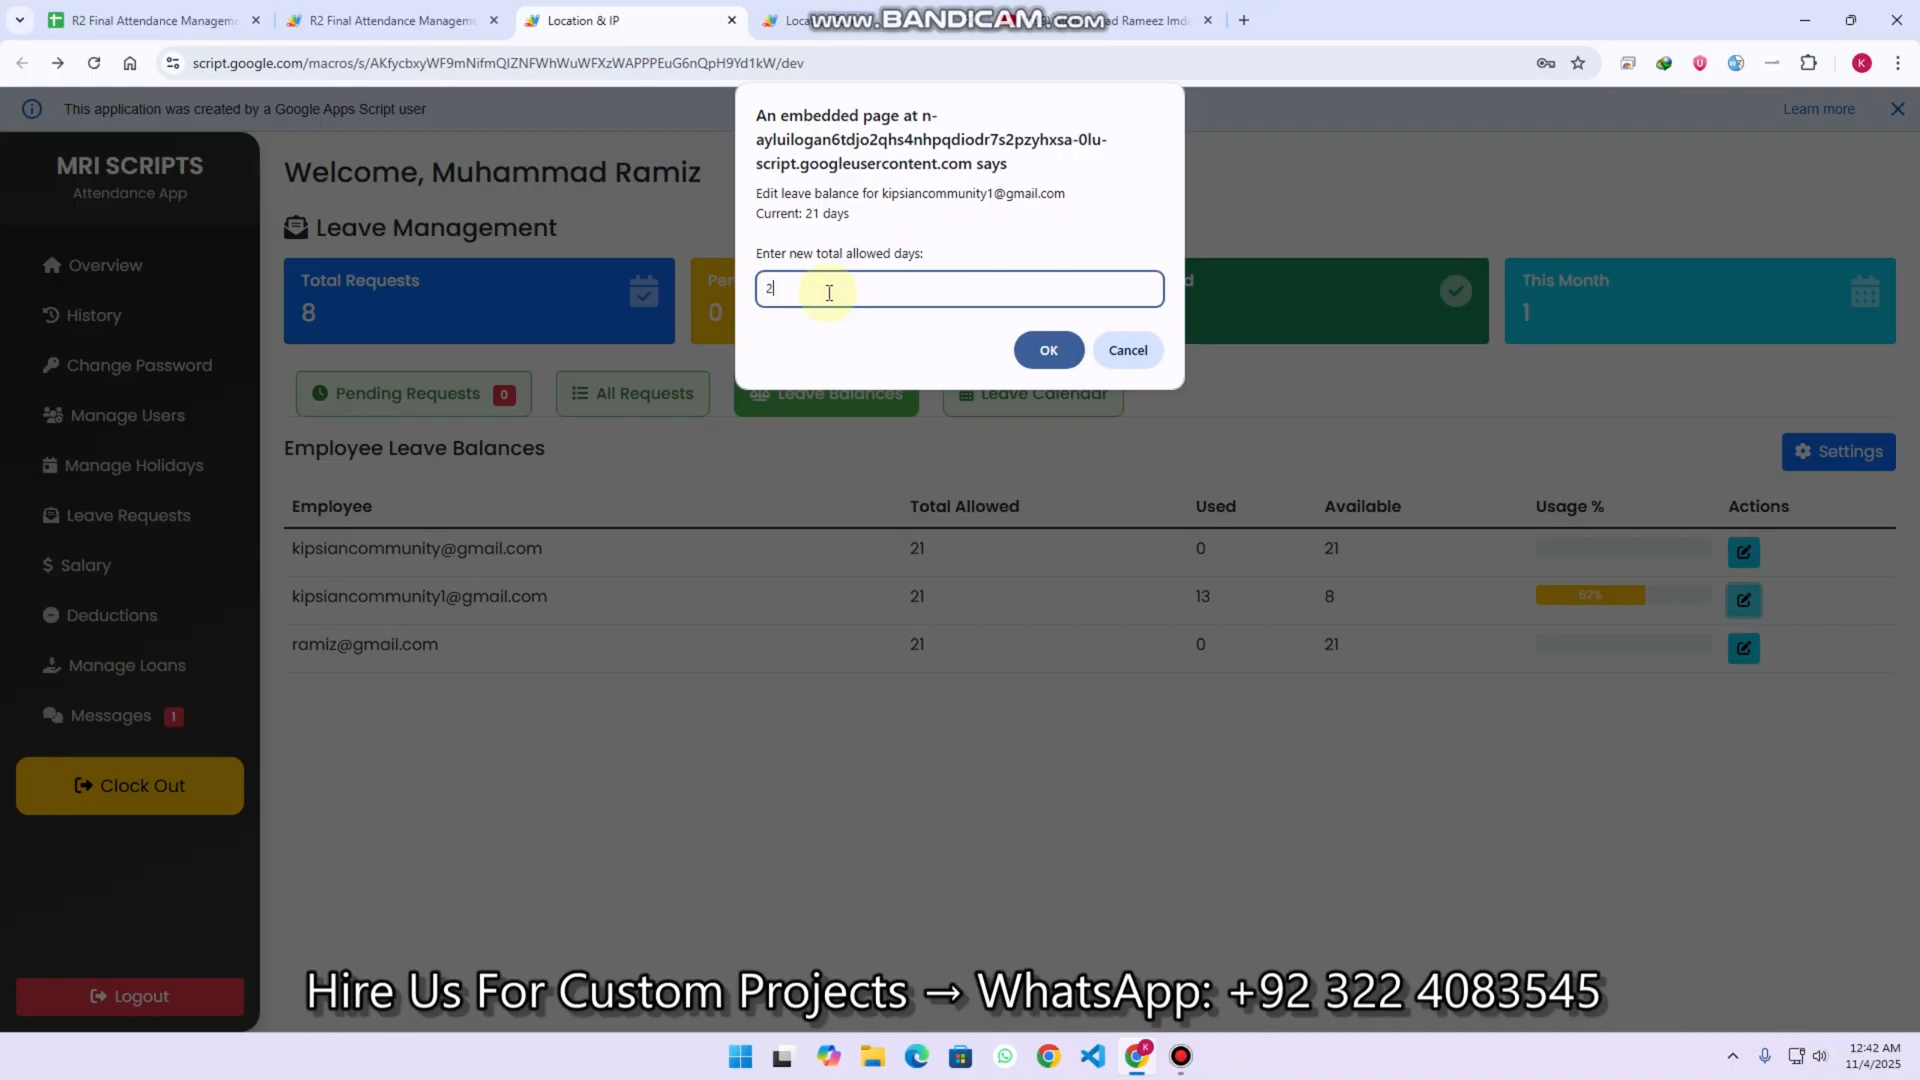 R2 Final Attendance Managem
R2 Final Attendance Managem
Location & IP
Loca
ad Rameez Imda
www.BANDICAM.com
script.google.com/macros/s/AKfycbxyWF9mNifmQIZNFWhWuWFXzWAPPPEuG6nQpH9Yd1kW/dev
K
This application was created by a Google Apps Script user
Learn more
MRI SCRIPTS
Attendance App
Overview
History
Change Password
Manage Users
Manage Holidays
Leave Requests
$ Salary
Deductions
Manage Loans
Messages 1
Clock Out
Logout
Welcome, Muhammad Ramiz
Leave Management
Total Requests
8
Per
0
d
This Month
1
An embedded page at n-
ayluilogan6tdjo2qhs4nhpqdiodr7s2pzyhxsa-0lu-
script.googleusercontent.com says
Edit leave balance for kipsiancommunity1@gmail.com
Current: 21 days
Enter new total allowed days:
2
OK
Cancel
Pending Requests 0
All Requests
Leave Balances
Leave Calendar
Employee Leave Balances
Settings
Employee Total Allowed Used Available Usage % Actions
kipsiancommunity@gmail.com 21 0 21
kipsiancommunity1@gmail.com 21 13 8 62%
ramiz@gmail.com 21 0 21
Hire Us For Custom Projects → WhatsApp: +92 322 4083545
K
12:42 AM
11/4/2025